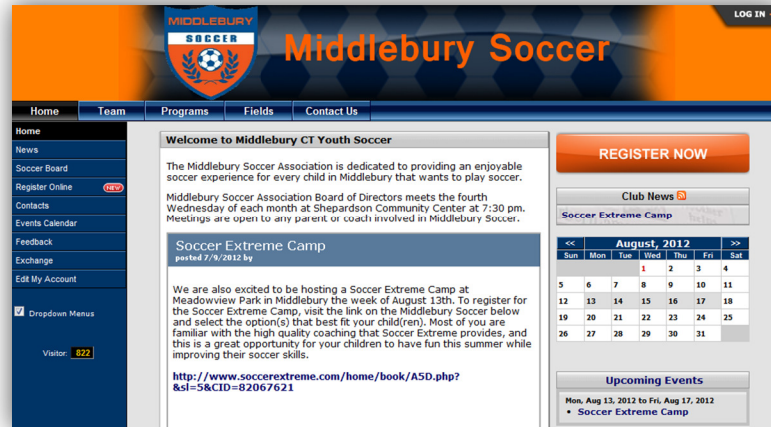 MIDDLEBURY
SOCCER
Middlebury Soccer
LOG IN
Home Team Programs Fields Contact Us
Home
News
Soccer Board
Register Online NEW
Contacts
Events Calendar
Feedback
Exchange
Edit My Account
Dropdown Menus
Visitor: 822
Welcome to Middlebury CT Youth Soccer
The Middlebury Soccer Association is dedicated to providing an enjoyable
soccer experience for every child in Middlebury that wants to play soccer.
Middlebury Soccer Association Board of Directors meets the fourth
Wednesday of each month at Shepardson Community Center at 7:30 pm.
Meetings are open to any parent or coach involved in Middlebury Soccer.
Soccer Extreme Camp
posted 7/9/2012 by
We are also excited to be hosting a Soccer Extreme Camp at
Meadowview Park in Middlebury the week of August 13th. To register for
the Soccer Extreme Camp, visit the link on the Middlebury Soccer below
and select the option(s) that best fit your child(ren). Most of you are
familiar with the high quality coaching that Soccer Extreme provides, and
this is a great opportunity for your children to have fun this summer while
improving their soccer skills.
http://www.soccerextreme.com/home/book/A5D.php?
&sl=5&CID=82067621
REGISTER NOW
Club News
Soccer Extreme Camp
<< August, 2012 >>
Sun Mon Tue Wed Thu Fri Sat
1 2 3 4
5 6 7 8 9 10 11
12 13 14 15 16 17 18
19 20 21 22 23 24 25
26 27 28 29 30 31
Upcoming Events
Mon, Aug 13, 2012 to Fri, Aug 17, 2012
• Soccer Extreme Camp